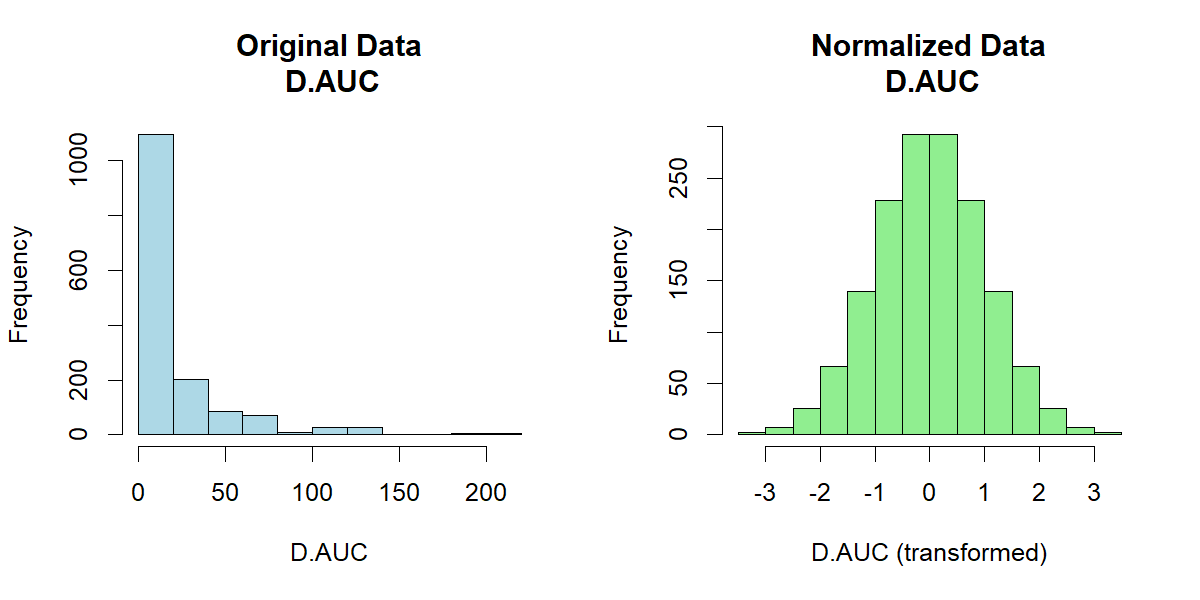 Original Data
D.AUC
Frequency
0
200
600
1000
0
50
100
150
200
D.AUC
Normalized Data
D.AUC
Frequency
0
50
150
250
-3
-2
-1
0
1
2
3
D.AUC (transformed)